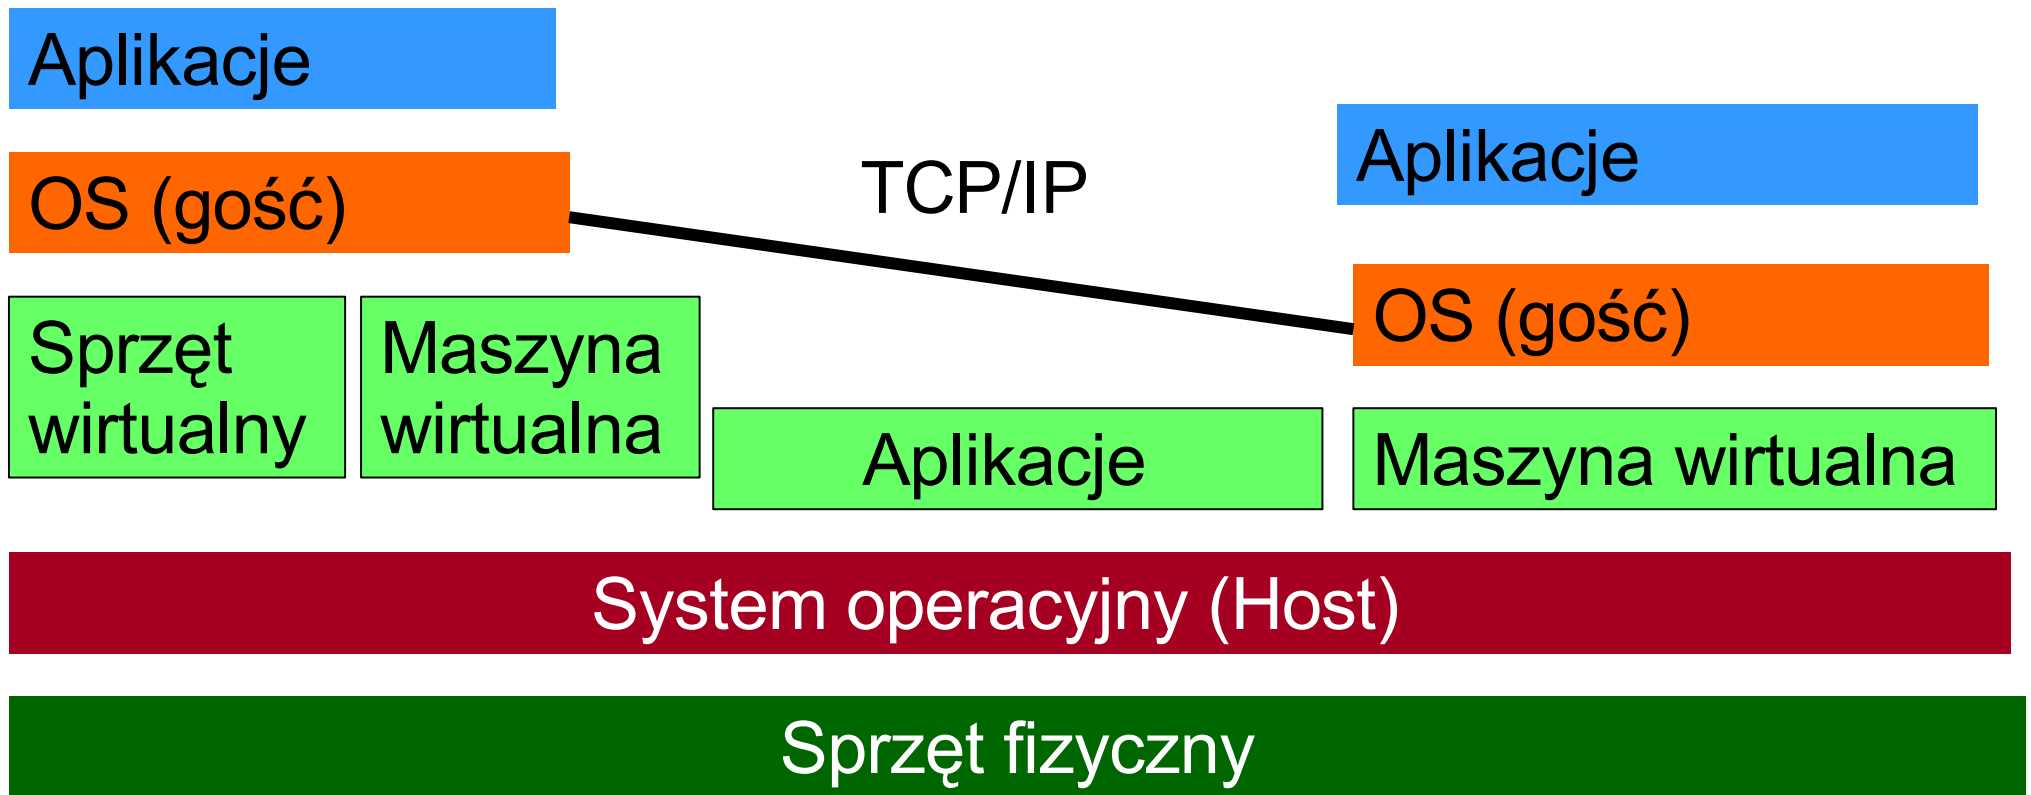 Aplikacje
OS (gość)
TCP/IP
Aplikacje
OS (gość)
Sprzęt
wirtualny
Maszyna
wirtualna
Aplikacje
Maszyna wirtualna
System operacyjny (Host)
Sprzęt fizyczny